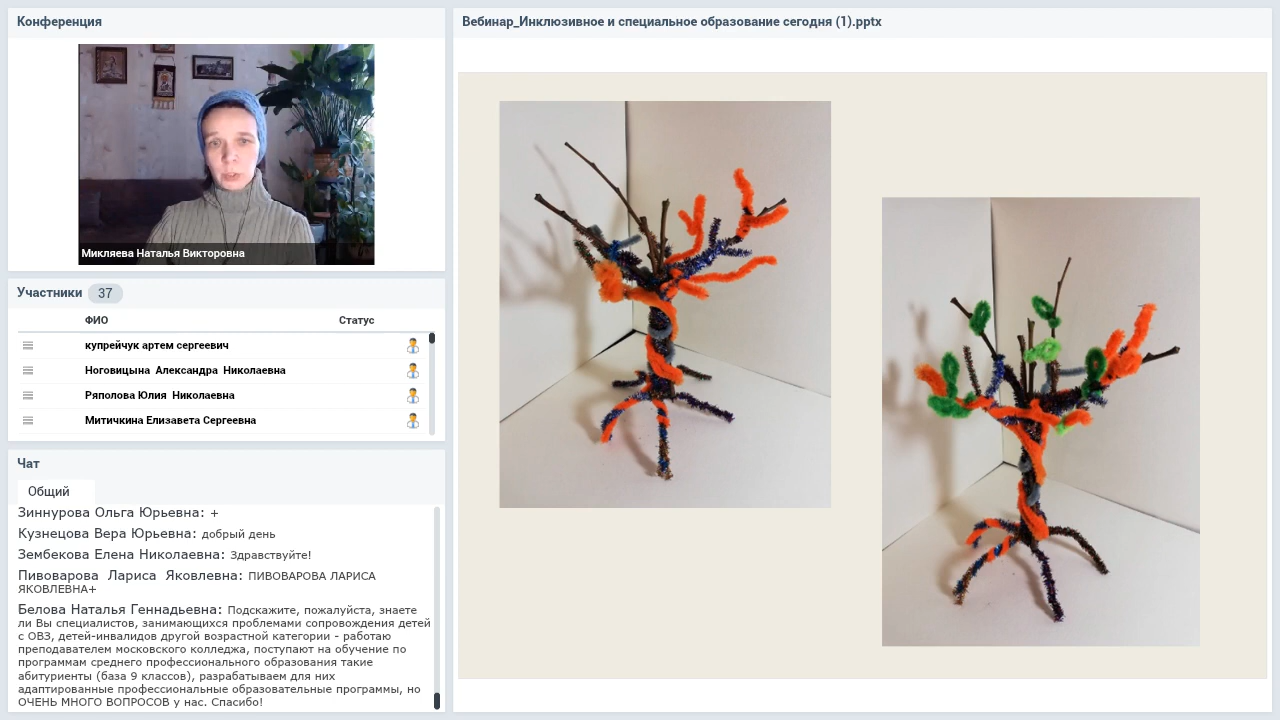 Конференция
Микляева Наталья Викторовна
Участники 37
ФИО Статус
купрейчук артем сергеевич
Ноговицына Александра Николаевна
Ряполова Юлия Николаевна
Митичкина Елизавета Сергеевна
Чат
Общий
Зиннурова Ольга Юрьевна: +
Кузнецова Вера Юрьевна: добрый день
Зембекова Елена Николаевна: Здравствуйте!
Пивоварова Лариса Яковлевна: ПИВОВАРОВА ЛАРИСА
ЯКОВЛЕВНА+
Белова Наталья Геннадьевна: Подскажите, пожалуйста, знаете
ли Вы специалистов, занимающихся проблемами сопровождения детей
с ОВЗ, детей-инвалидов другой возрастной категории - работаю
преподавателем московского колледжа, поступают на обучение по
программам среднего профессионального образования такие
абитуриенты (база 9 классов), разрабатываем для них
адаптированные профессиональные образовательные программы, но
ОЧЕНЬ МНОГО ВОПРОСОВ у нас. Спасибо!
Вебинар_Инклюзивное и специальное образование сегодня (1).pptx